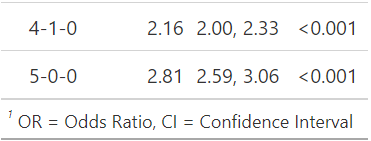 4-1-0 2.16 2.00, 2.33 <0.001
5-0-0 2.81 2.59, 3.06 <0.001
1 OR = Odds Ratio, CI = Confidence Interval